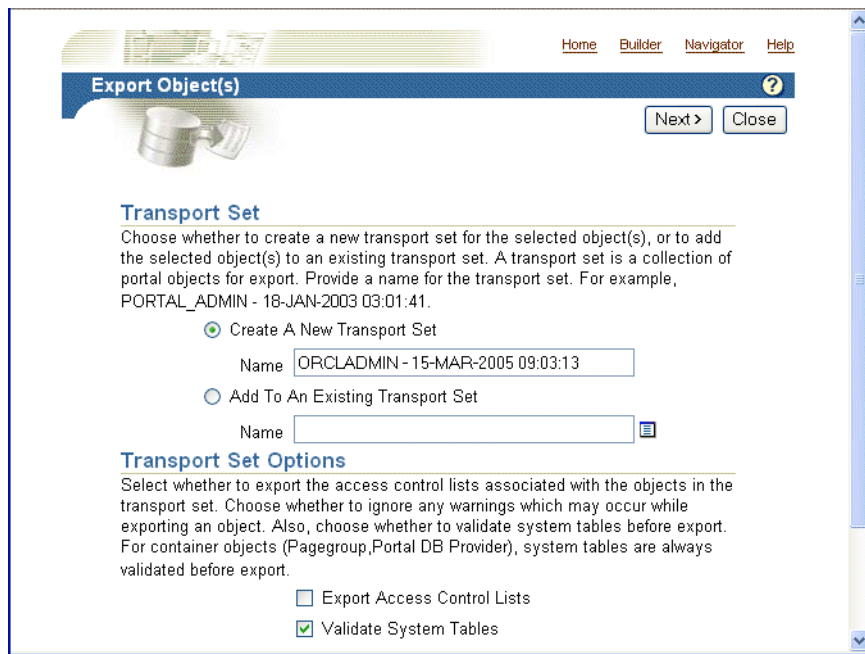 Home Builder Navigator Help
Export Object(s)
?
Next > Close
Transport Set
Choose whether to create a new transport set for the selected object(s), or to add
the selected object(s) to an existing transport set. A transport set is a collection of
portal objects for export. Provide a name for the transport set. For example,
PORTAL_ADMIN - 18-JAN-2003 03:01:41.
Create A New Transport Set
Name ORCLADMIN - 15-MAR-2005 09:03:13
Add To An Existing Transport Set
Name
Transport Set Options
Select whether to export the access control lists associated with the objects in the
transport set. Choose whether to ignore any warnings which may occur while
exporting an object. Also, choose whether to validate system tables before export.
For container objects (Pagegroup,Portal DB Provider), system tables are always
validated before export.
Export Access Control Lists
Validate System Tables